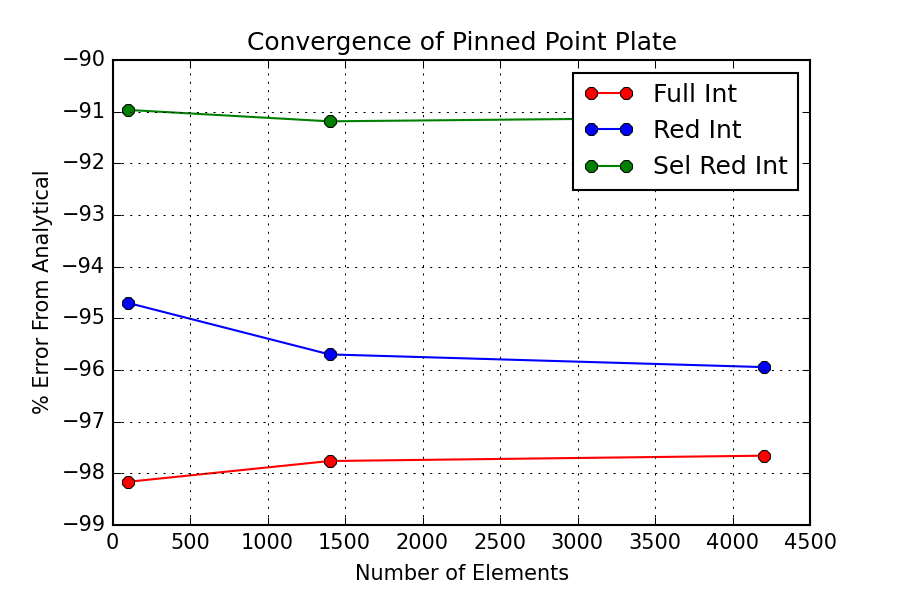 Convergence of Pinned Point Plate
−90
−91
−92
−93
−94
−95
−96
−97
−98
−99
% Error From Analytical
Full Int
Red Int
Sel Red Int
0 500 1000 1500 2000 2500 3000 3500 4000 4500
Number of Elements